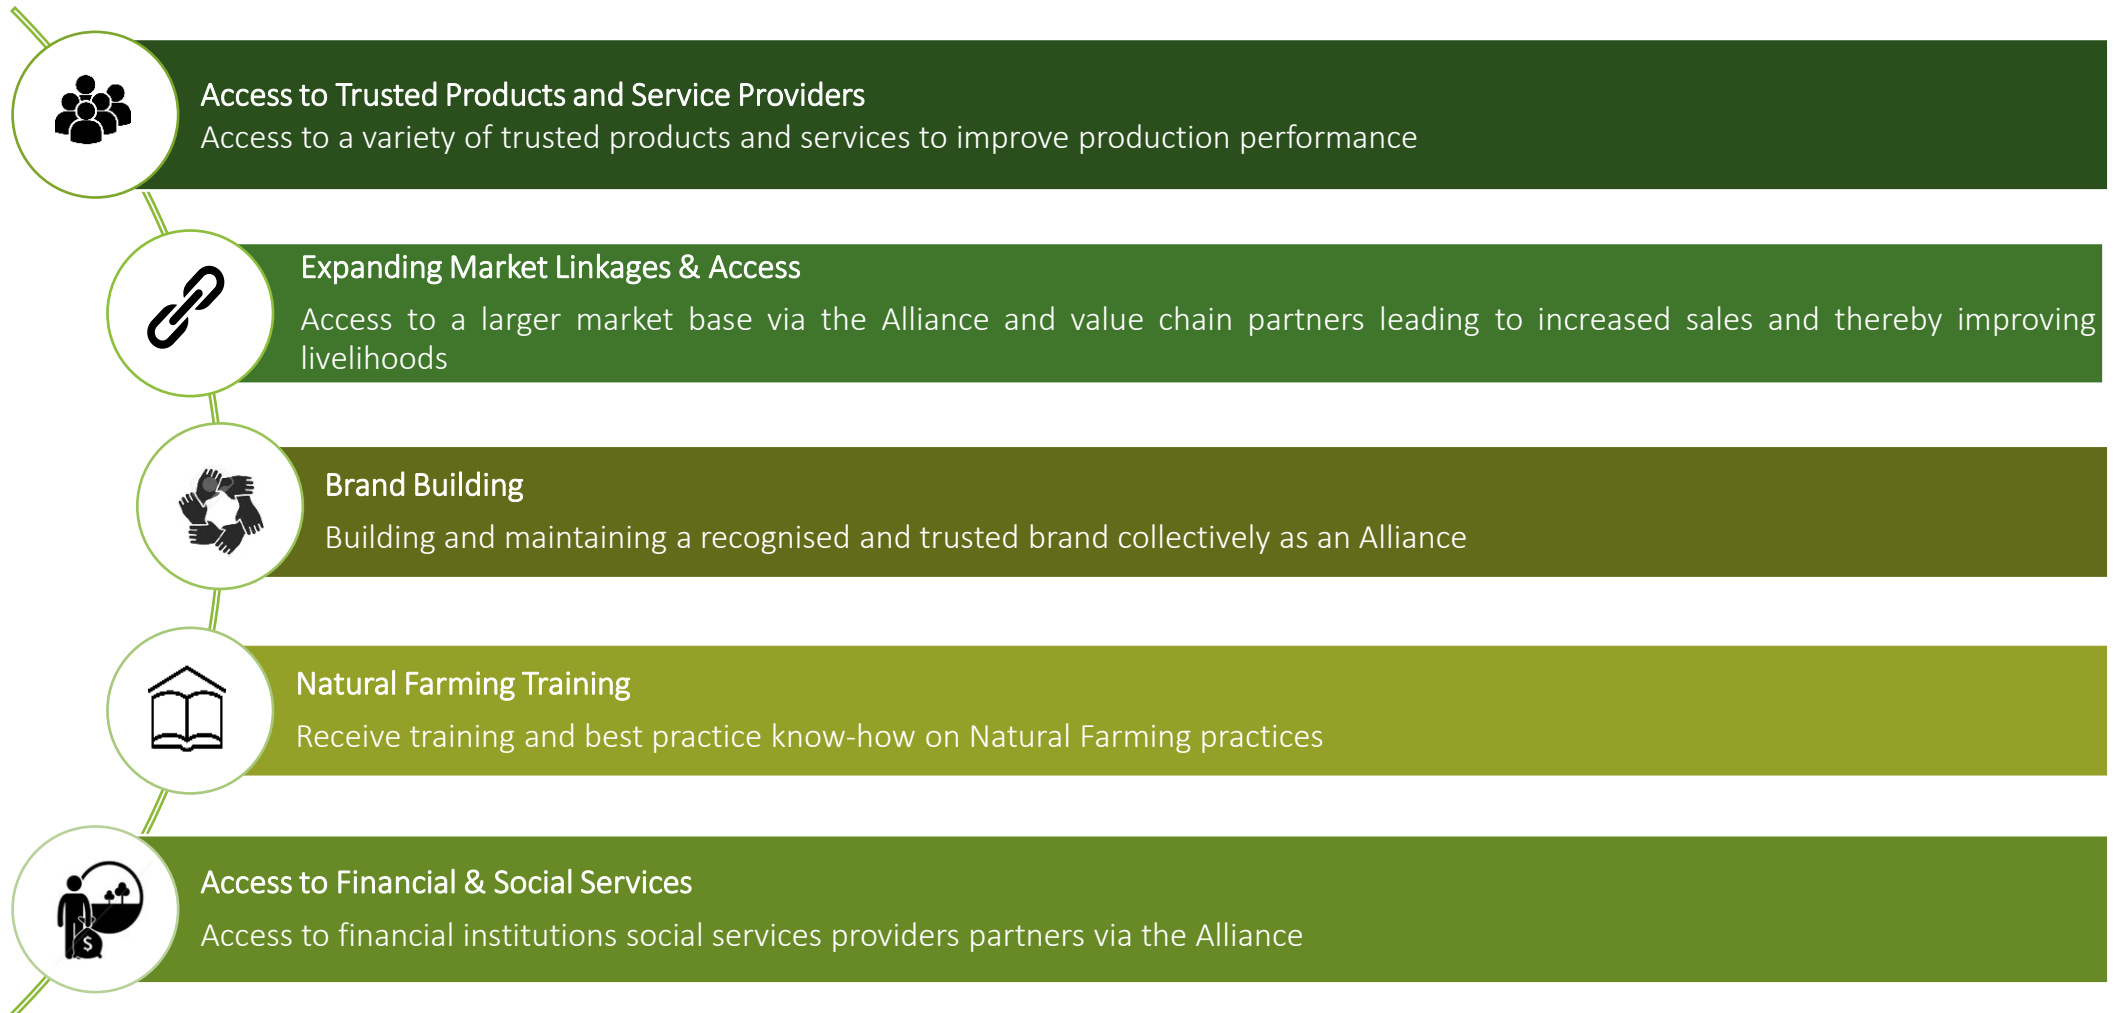 Access to Trusted Products and Service Providers
Access to a variety of trusted products and services to improve production performance
Expanding Market Linkages & Access
Access to a larger market base via the Alliance and value chain partners leading to increased sales and thereby improving
livelihoods
Brand Building
Building and maintaining a recognised and trusted brand collectively as an Alliance
Natural Farming Training
Receive training and best practice know-how on Natural Farming practices
Access to Financial & Social Services
Access to financial institutions social services providers partners via the Alliance
$